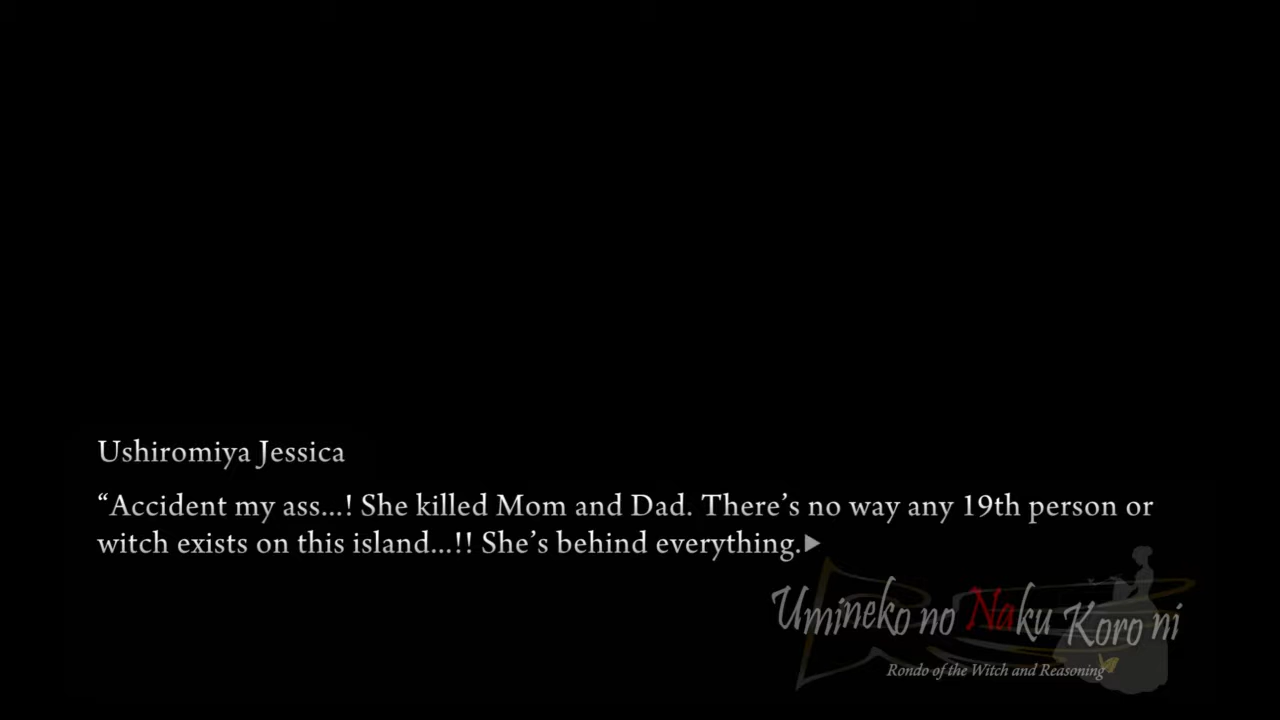 Ushiromiya Jessica
“Accident my ass...! She killed Mom and Dad. There’s no way any 19th person or
witch exists on this island...!! She’s behind everything.
Umineko no Naku Koro ni
Rondo of the Witch and Reasoning